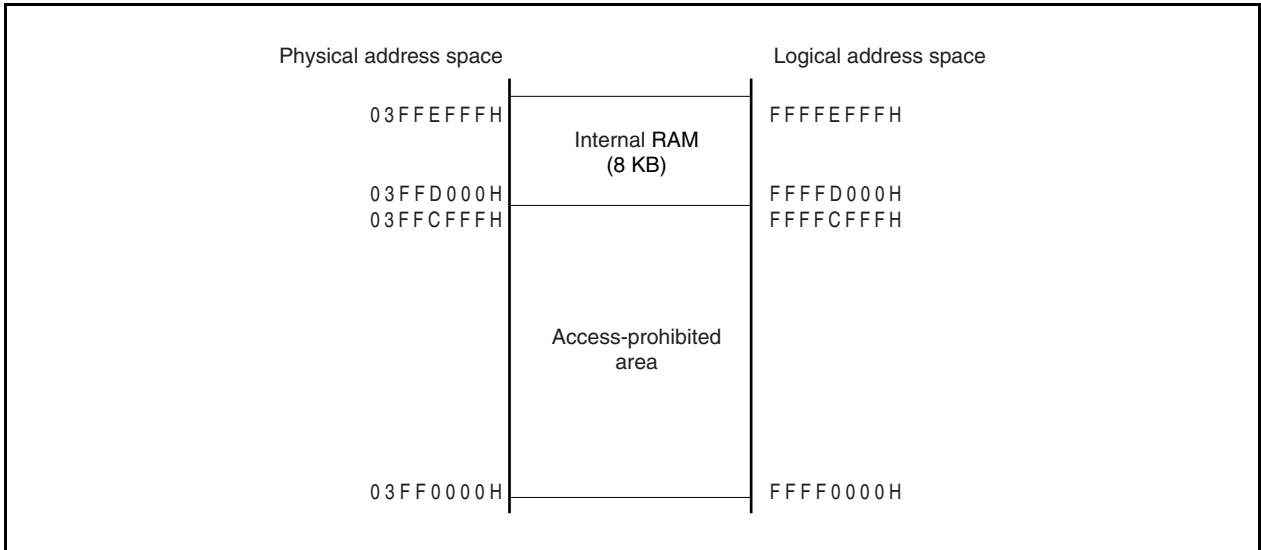 Physical address space
Logical address space
03FFEFFFH
FFFFEFFFH
Internal RAM
(8 KB)
03FFD000H
FFFFD000H
03FFCFFFH
FFFFCFFFH
Access-prohibited
area
03FF0000H
FFFF0000H